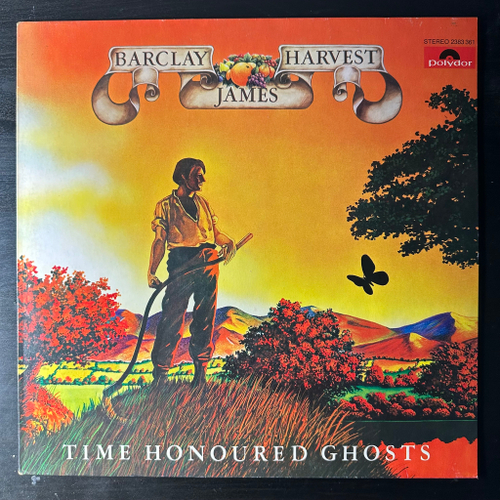 STEREO 2383 361
BARCLAY HARVEST
JAMES
polydor
TIME HONOURED GHOSTS